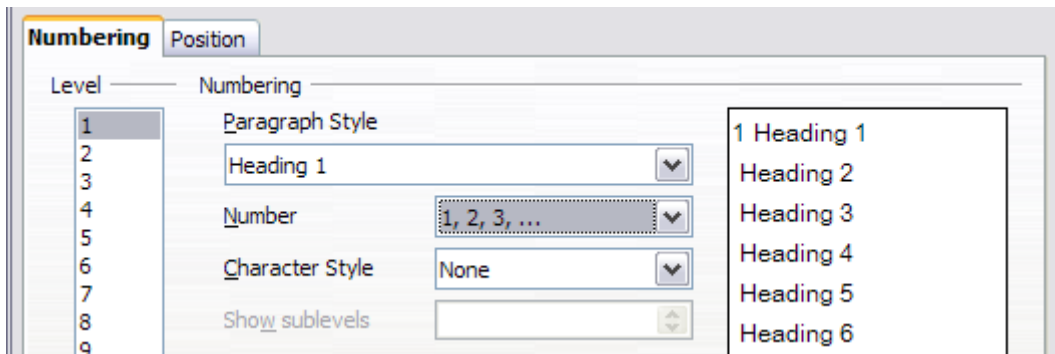 Numbering Position
Level Numbering
1
2
3
4
5
6
7
8
9
Paragraph Style
Heading 1
Number 1, 2, 3, ...
Character Style None
Show sublevels
1 Heading 1
Heading 2
Heading 3
Heading 4
Heading 5
Heading 6